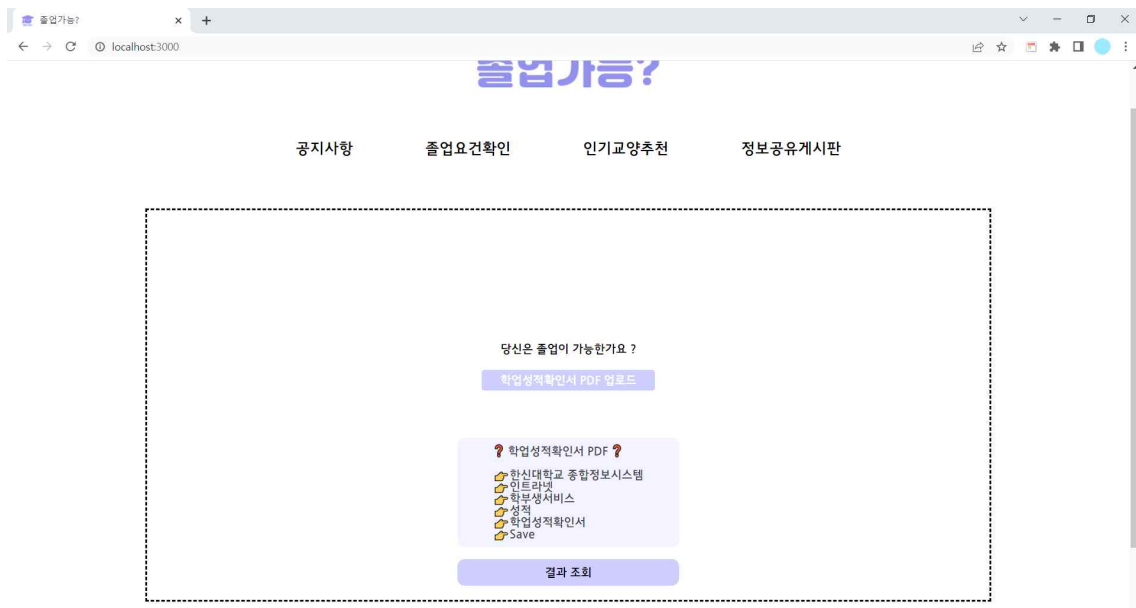 졸업가능?
localhost:3000
졸업가능?
공지사항 졸업요건확인 인기교양추천 정보공유게시판
당신은 졸업이 가능한가요 ?
학업성적확인서 PDF 업로드
❓ 학업성적확인서 PDF ❓
👉한신대학교 종합정보시스템
👉인트라넷
👉학부생서비스
👉성적
👉학업성적확인서
👉Save
결과 조회